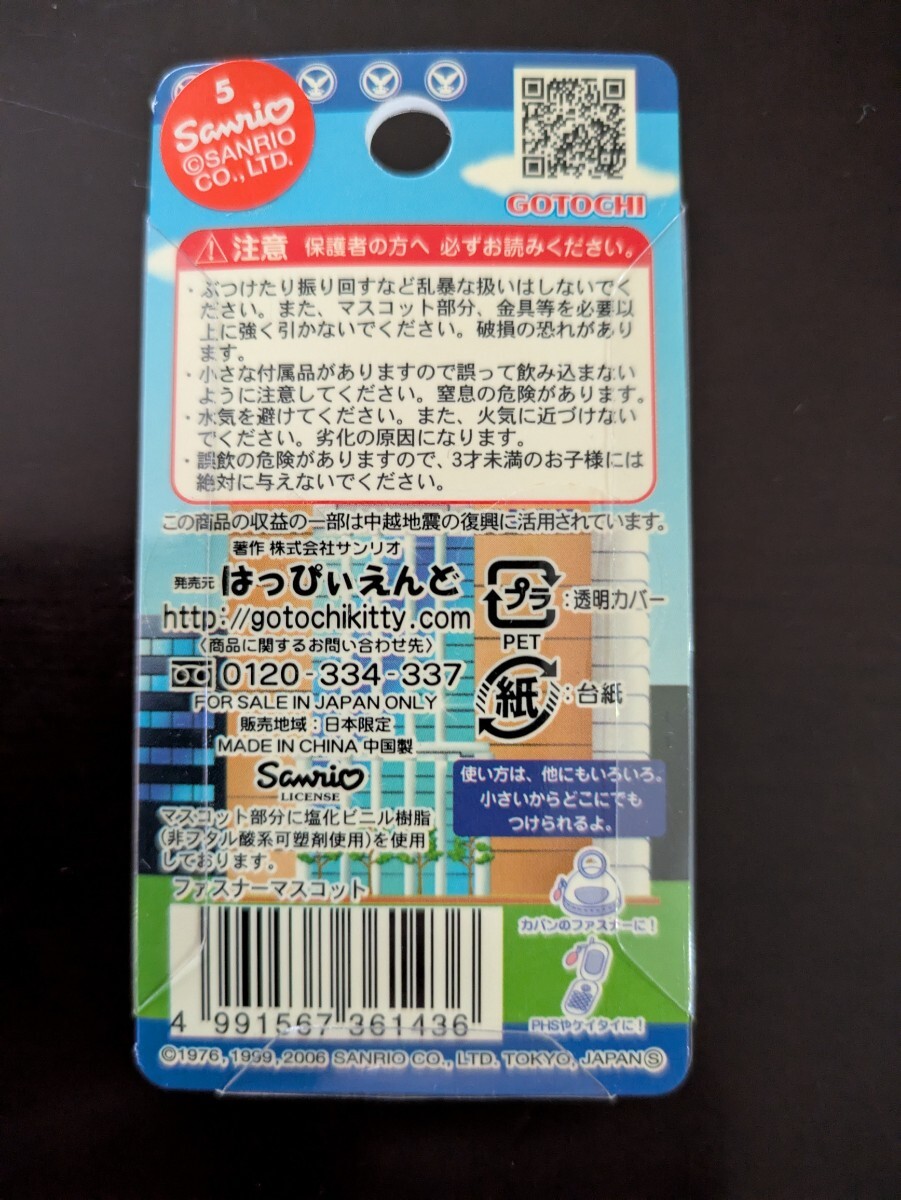 5
Sanrio
©SANRIO
CO., LTD.
GOTOCHI
注意 保護者の方へ 必ずお読みください。
・ぶつけたり振り回すなど乱暴な扱いはしないでく
ださい。また、マスコット部分、金具等を必要以
上に強く引かないでください。破損の恐れがあり
ます。
・小さな付属品がありますので誤って飲み込まない
ように注意してください。窒息の危険があります。
・水気を避けてください。また、火気に近づけない
でください。劣化の原因になります。
・誤飲の危険がありますので、3才未満のお子様には
絶対に与えないでください。
この商品の収益の一部は中越地震の復興に活用されています。
著作 株式会社サンリオ
発売元 はっぴぃえんど
http://gotochikitty.com
〈商品に関するお問い合わせ先〉
0120-334-337
FOR SALE IN JAPAN ONLY
販売地域：日本限定
MADE IN CHINA 中国製
Sanrio
LICENSE
マスコット部分に塩化ビニル樹脂
(非フタル酸系可塑剤使用)を使用
しております。
ファスナーマスコット
プラ：透明カバー
PET
紙：台紙
使い方は、他にもいろいろ。
小さいからどこにでも
つけられるよ。
カバンのファスナーに！
PHSやケイタイに！
4 991567 361436
©1976, 1999, 2006 SANRIO CO., LTD. TOKYO, JAPAN Ⓢ